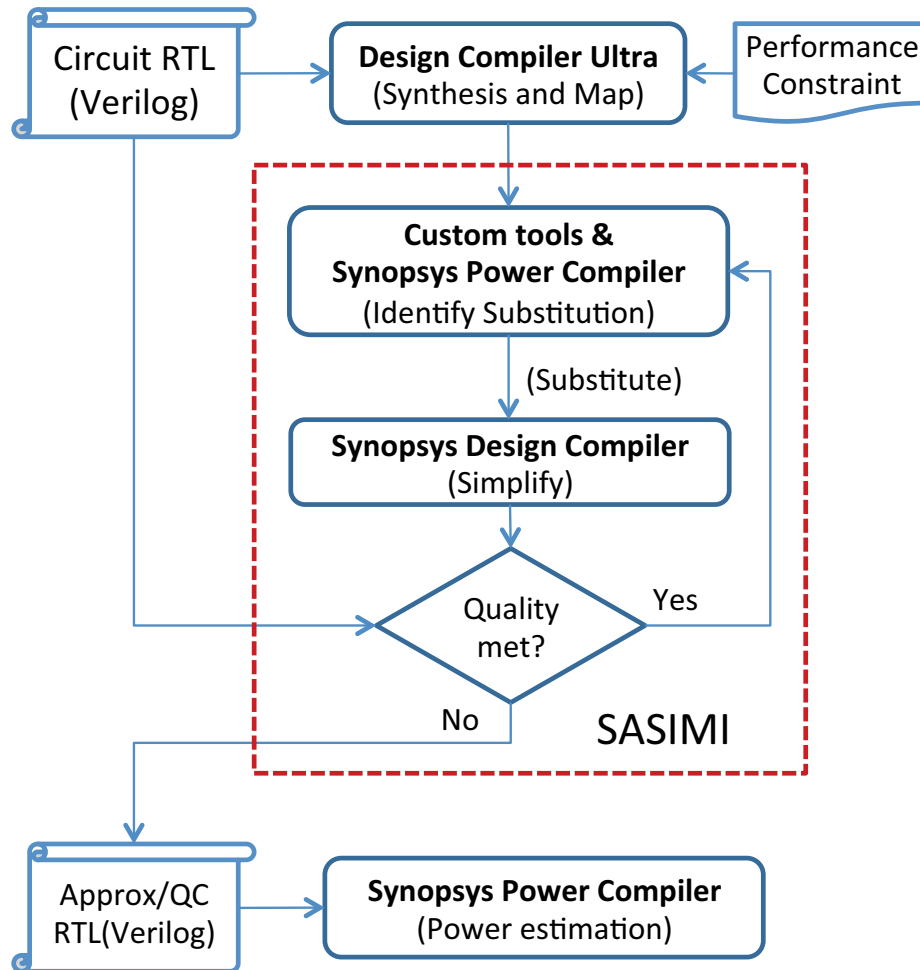 Circuit RTL
(Verilog)
Design Compiler Ultra
(Synthesis and Map)
Performance
Constraint
Custom tools &
Synopsys Power Compiler
(Identify Substitution)
(Substitute)
Synopsys Design Compiler
(Simplify)
Quality
met?
Yes
No
SASIMI
Approx/QC
RTL(Verilog)
Synopsys Power Compiler
(Power estimation)